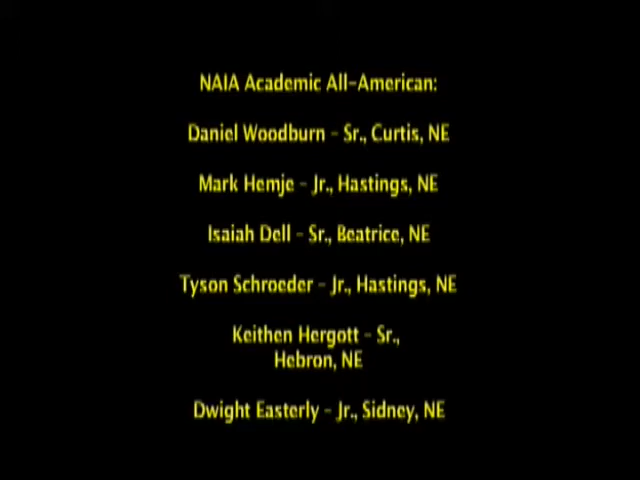 NAIA Academic All-American:
Daniel Woodburn - Sr., Curtis, NE
Mark Hemje - Jr., Hastings, NE
Isaiah Dell - Sr., Beatrice, NE
Tyson Schroeder - Jr., Hastings, NE
Keithen Hergott - Sr.,
Hebron, NE
Dwight Easterly - Jr., Sidney, NE